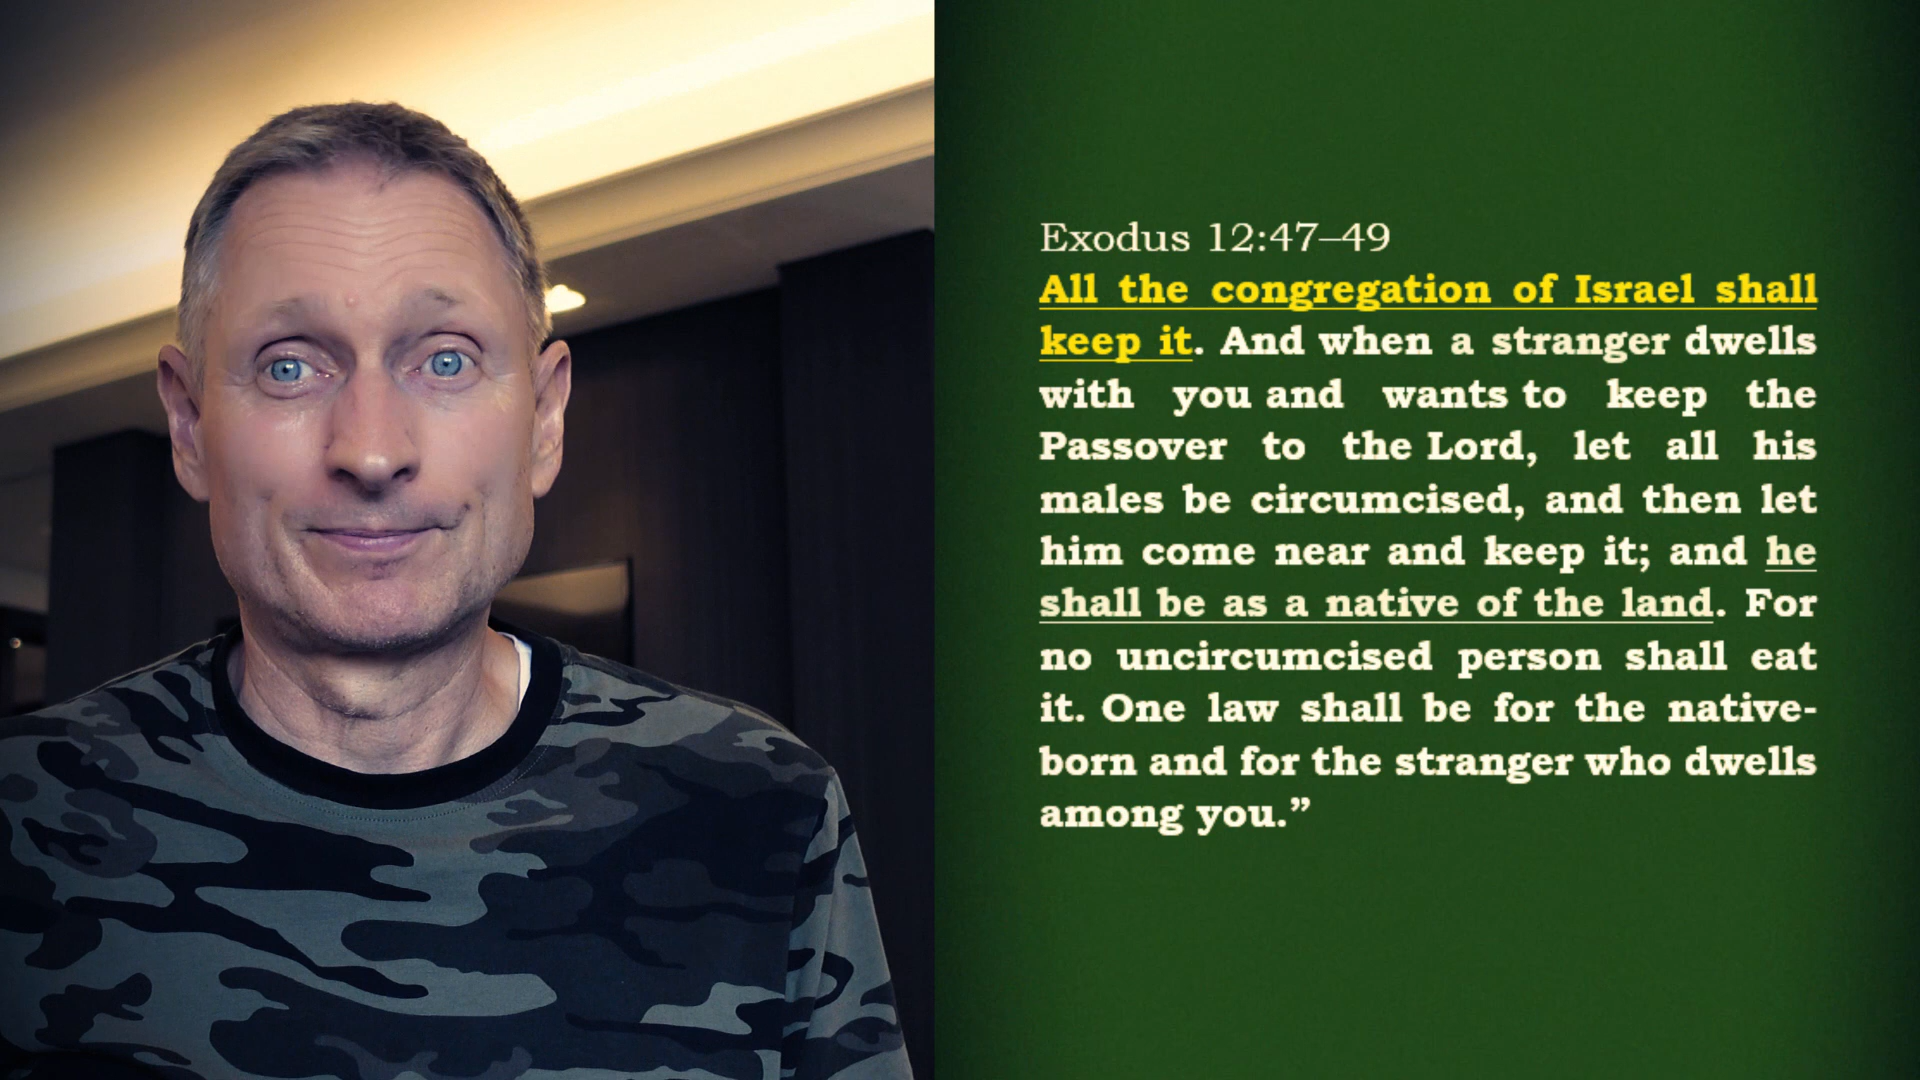 Exodus 12:47–49
All the congregation of Israel shall
keep it. And when a stranger dwells
with you and wants to keep the
Passover to the Lord, let all his
males be circumcised, and then let
him come near and keep it; and he
shall be as a native of the land. For
no uncircumcised person shall eat
it. One law shall be for the native-
born and for the stranger who dwells
among you.”